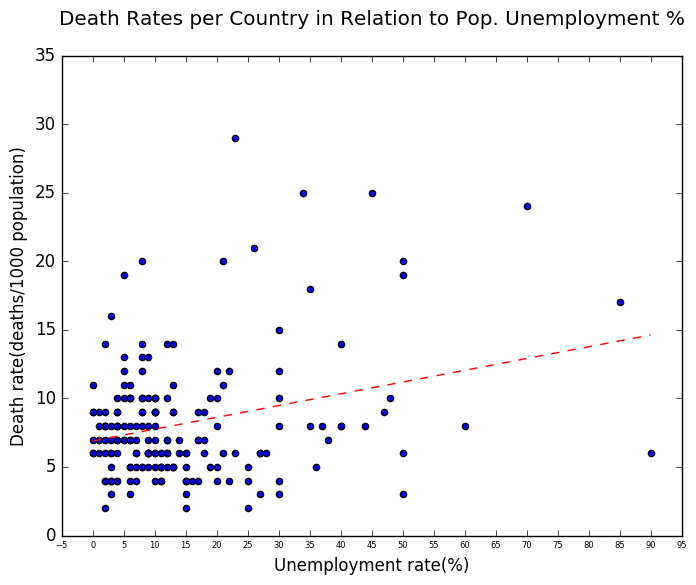 Death Rates per Country in Relation to Pop. Unemployment %
35
30
25
20
15
10
5
0
Death rate(deaths/1000 population)
−5 0 5 10 15 20 25 30 35 40 45 50 55 60 65 70 75 80 85 90 95
Unemployment rate(%)